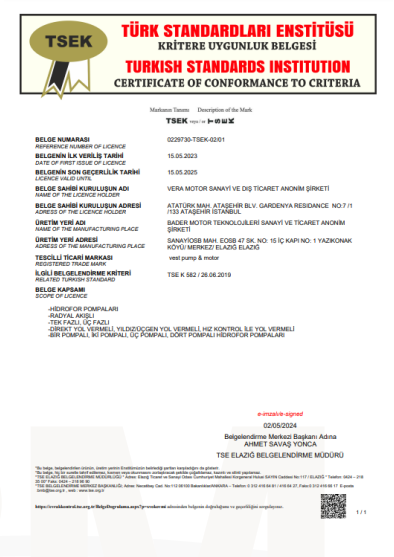 TSEK
TÜRK STANDARDLARI ENSTİTÜSÜ
KRİTERE UYGUNLUK BELGESİ
TURKISH STANDARDS INSTITUTION
CERTIFICATE OF CONFORMANCE TO CRITERIA
Markanın Tanımı Description of the Mark
TSEK veya / or TSEK
BELGE NUMARASI 0229730-TSEK-02/01
REFERENCE NUMBER OF LICENCE
BELGENİN İLK VERİLİŞ TARİHİ 15.05.2023
DATE OF FIRST ISSUE OF LICENCE
BELGENİN SON GEÇERLİLİK TARİHİ 15.05.2025
LICENCE VALID UNTIL
BELGE SAHİBİ KURULUŞUN ADI VERA MOTOR SANAYİ VE DIŞ TİCARET ANONİM ŞİRKETİ
NAME OF THE LICENCE HOLDER
BELGE SAHİBİ KURULUŞUN ADRESİ ATATÜRK MAH. ATAŞEHİR BLV. GARDENYA RESIDANCE NO:7 /1
ADRESS OF THE LICENCE HOLDER /133 ATAŞEHİR İSTANBUL
ÜRETİM YERİ ADI BADER MOTOR TEKNOLOJİLERİ SANAYİ VE TİCARET ANONİM
NAME OF THE MANUFACTURING PLACE ŞİRKETİ
ÜRETİM YERİ ADRESİ SANAYİOSB MAH. EOSB 47 SK. NO: 15 İÇ KAPI NO: 1 YAZIKONAK
ADRESS OF THE MANUFACTURING PLACE KÖYÜ/ MERKEZ/ ELAZIĞ ELAZIĞ
TESCİLLİ TİCARİ MARKASI vest pump & motor
REGISTERED TRADE MARK
İLGİLİ BELGELENDİRME KRİTERİ TSE K 582 / 26.06.2019
RELATED TURKISH STANDARD
BELGE KAPSAMI
SCOPE OF LICENCE
-HİDROFOR POMPALARI
-RADYAL AKIŞLI
-TEK FAZLI, ÜÇ FAZLI
-DİREKT YOL VERMELİ, YILDIZ/ÜÇGEN YOL VERMELİ, HIZ KONTROL İLE YOL VERMELİ
-BİR POMPALI, İKİ POMPALI, ÜÇ POMPALI, DÖRT POMPALI HİDROFOR POMPALARI
e-imzalı/e-signed
02/05/2024
Belgelendirme Merkezi Başkanı Adına
AHMET SAVAŞ YONCA
TSE ELAZIĞ BELGELENDİRME MÜDÜRÜ
1 / 1